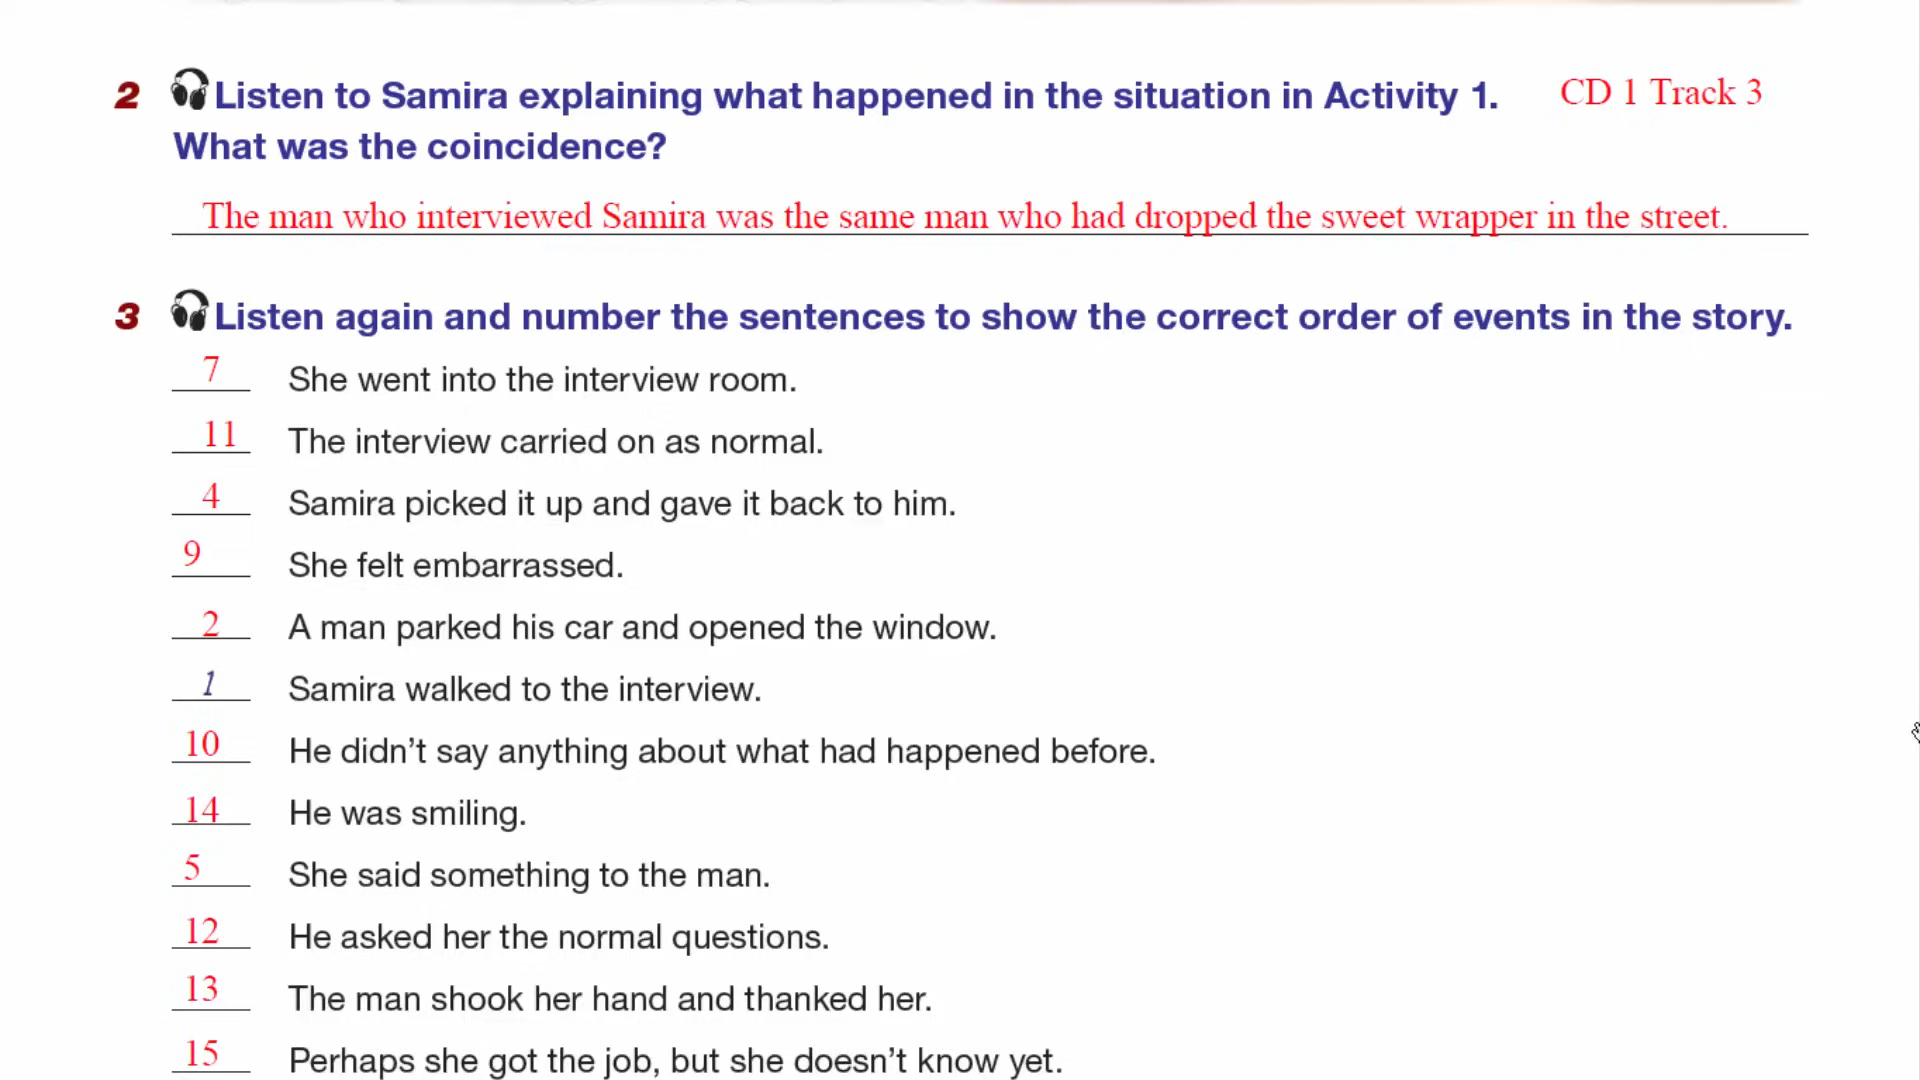 2 Listen to Samira explaining what happened in the situation in Activity 1. CD 1 Track 3
What was the coincidence?
The man who interviewed Samira was the same man who had dropped the sweet wrapper in the street.
3 Listen again and number the sentences to show the correct order of events in the story.
7 She went into the interview room.
11 The interview carried on as normal.
4 Samira picked it up and gave it back to him.
9 She felt embarrassed.
2 A man parked his car and opened the window.
1 Samira walked to the interview.
10 He didn't say anything about what had happened before.
14 He was smiling.
5 She said something to the man.
12 He asked her the normal questions.
13 The man shook her hand and thanked her.
15 Perhaps she got the job, but she doesn't know yet.